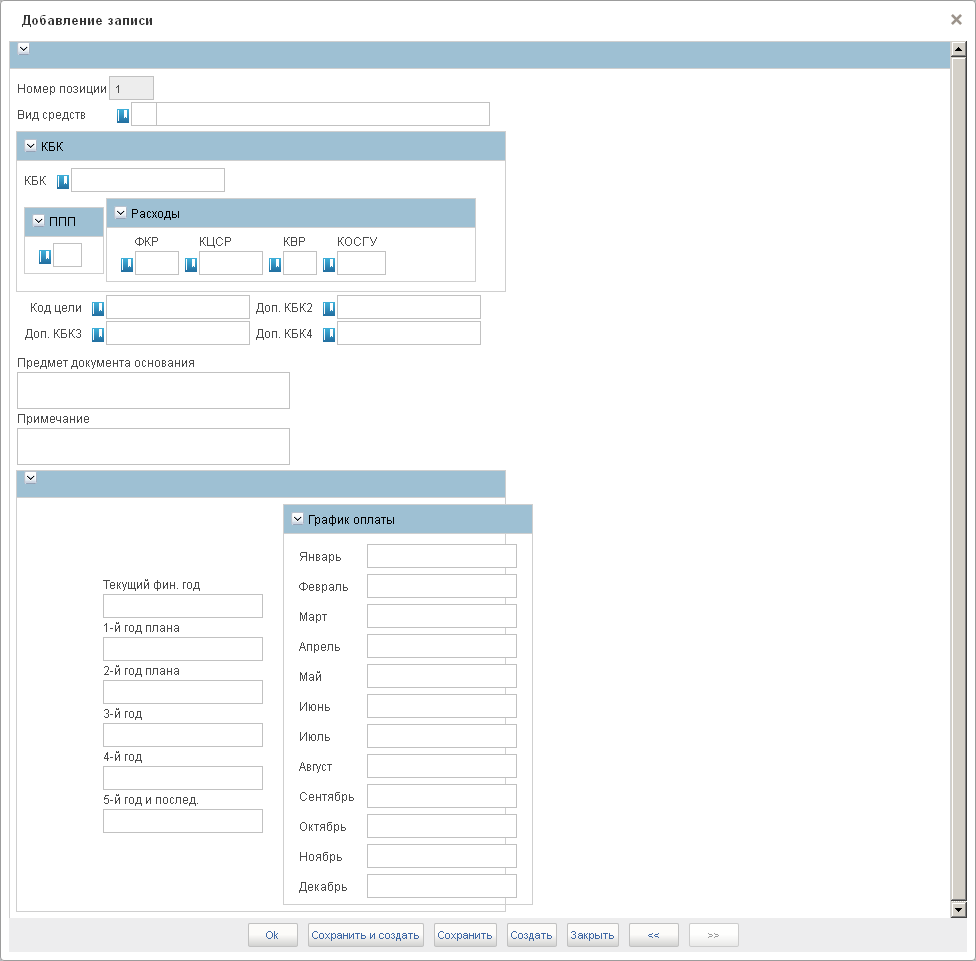 Добавление записи
Номер позиции 1
Вид средств
КБК
КБК
ППП
Расходы
ФКР КЦСР КВР КОСГУ
Код цели Доп. КБК2
Доп. КБК3 Доп. КБК4
Предмет документа основания
Примечание
График оплаты
Январь
Февраль
Март
Апрель
Май
Июнь
Июль
Август
Сентябрь
Октябрь
Ноябрь
Декабрь
Текущий фин. год
1-й год плана
2-й год плана
3-й год
4-й год
5-й год и послед.
Ok Сохранить и создать Сохранить Создать Закрыть << >>